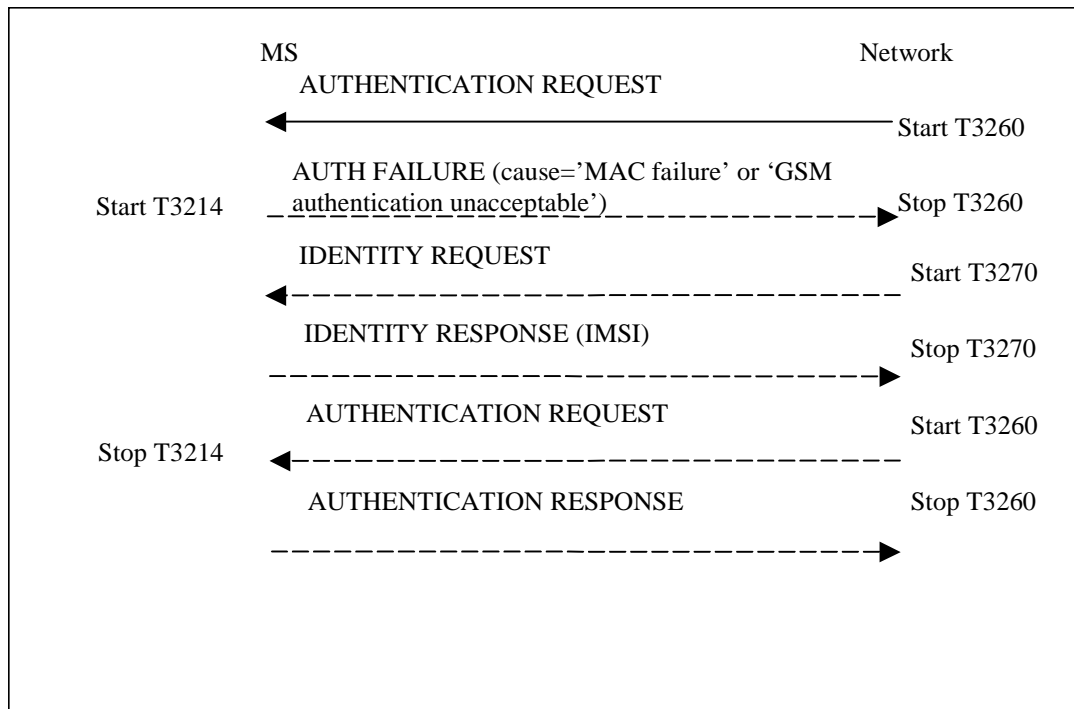 MS Network
AUTHENTICATION REQUEST
Start T3260
AUTH FAILURE (cause=’MAC failure’ or ‘GSM
authentication unacceptable’)
Start T3214
Stop T3260
IDENTITY REQUEST
Start T3270
IDENTITY RESPONSE (IMSI)
Stop T3270
AUTHENTICATION REQUEST
Start T3260
Stop T3214
AUTHENTICATION RESPONSE
Stop T3260